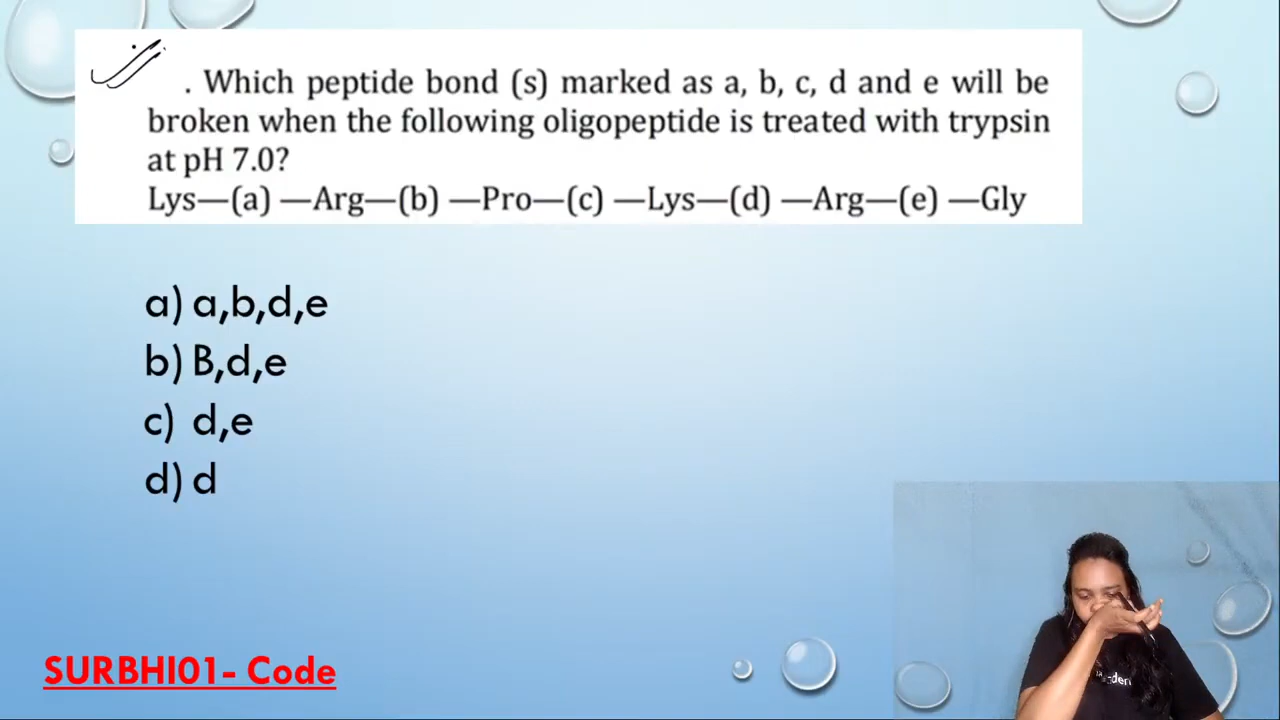 . Which peptide bond (s) marked as a, b, c, d and e will be
broken when the following oligopeptide is treated with trypsin
at pH 7.0?
Lys—(a) —Arg—(b) —Pro—(c) —Lys—(d) —Arg—(e) —Gly
a) a,b,d,e
b) B,d,e
c) d,e
d) d
SURBHI01- Code